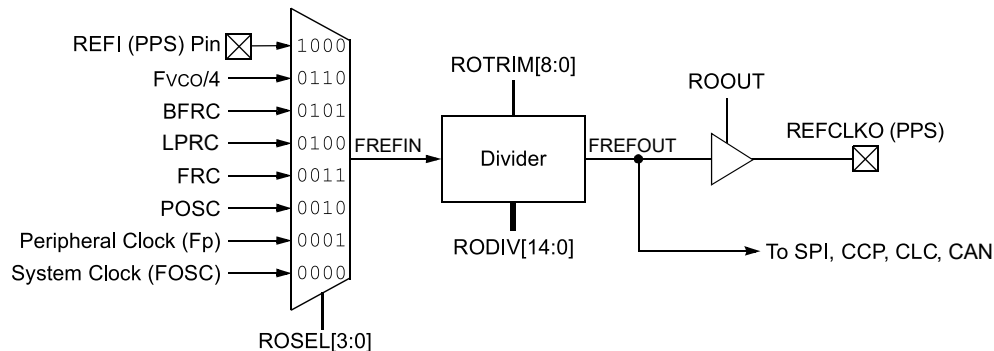 REFI (PPS) Pin
1000
FVCO/4
0110
BFRC
0101
LPRC
0100
FRC
0011
POSC
0010
Peripheral Clock (Fp)
0001
System Clock (FOSC)
0000
ROSEL[3:0]
FREFIN
ROTRIM[8:0]
Divider
RODIV[14:0]
FREFOUT
ROOUT
REFCLKO (PPS)
To SPI, CCP, CLC, CAN